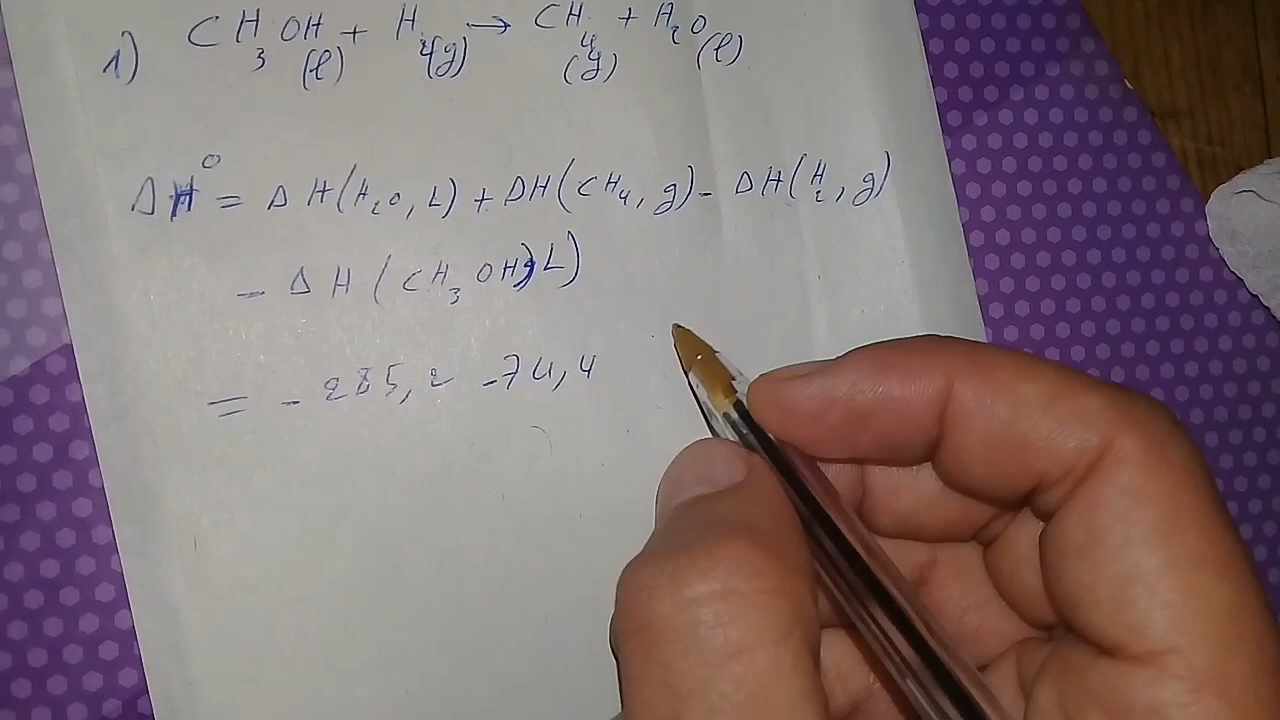 1) CH3OH(l) + H2(g) → CH4(g) + H2O(l)
ΔH° = ΔH(H2O, L) + ΔH(CH4, g) - ΔH(H2, g)
- ΔH(CH3OH, L)
= - 285,2 - 74,4